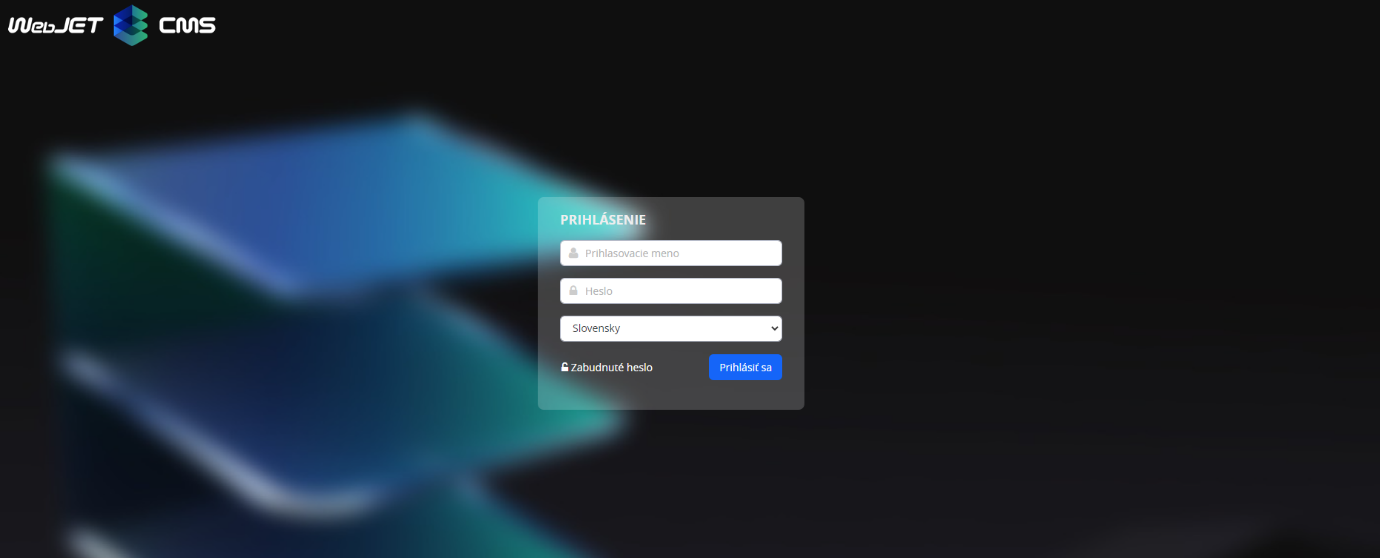 WebJET CMS
PRIHLÁSENIE
Prihlasovacie meno
Heslo
Slovensky
Zabudnuté heslo
Prihlásiť sa